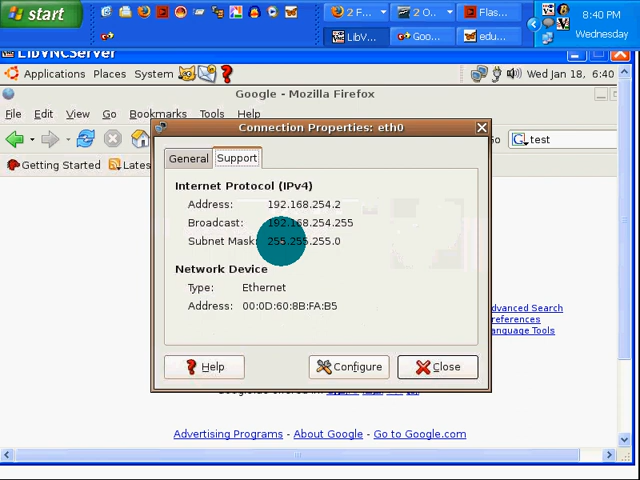 start
2 F...
2 O...
Flas...
8:40 PM
LibV...
Goo...
edu...
Wednesday
LibVNCServer
Applications Places System
Wed Jan 18, 6:40
Google - Mozilla Firefox
File Edit View Go Bookmarks Tools Help
Go
test
Getting Started
Lates
Connection Properties: eth0
General
Support
Internet Protocol (IPv4)
Address: 192.168.254.2
Broadcast: 192.168.254.255
Subnet Mask: 255.255.255.0
Network Device
Type: Ethernet
Address: 00:0D:60:8B:FA:B5
dvanced Search
references
anguage Tools
Help
Configure
Close
Advertising Programs - About Google - Go to Google.com